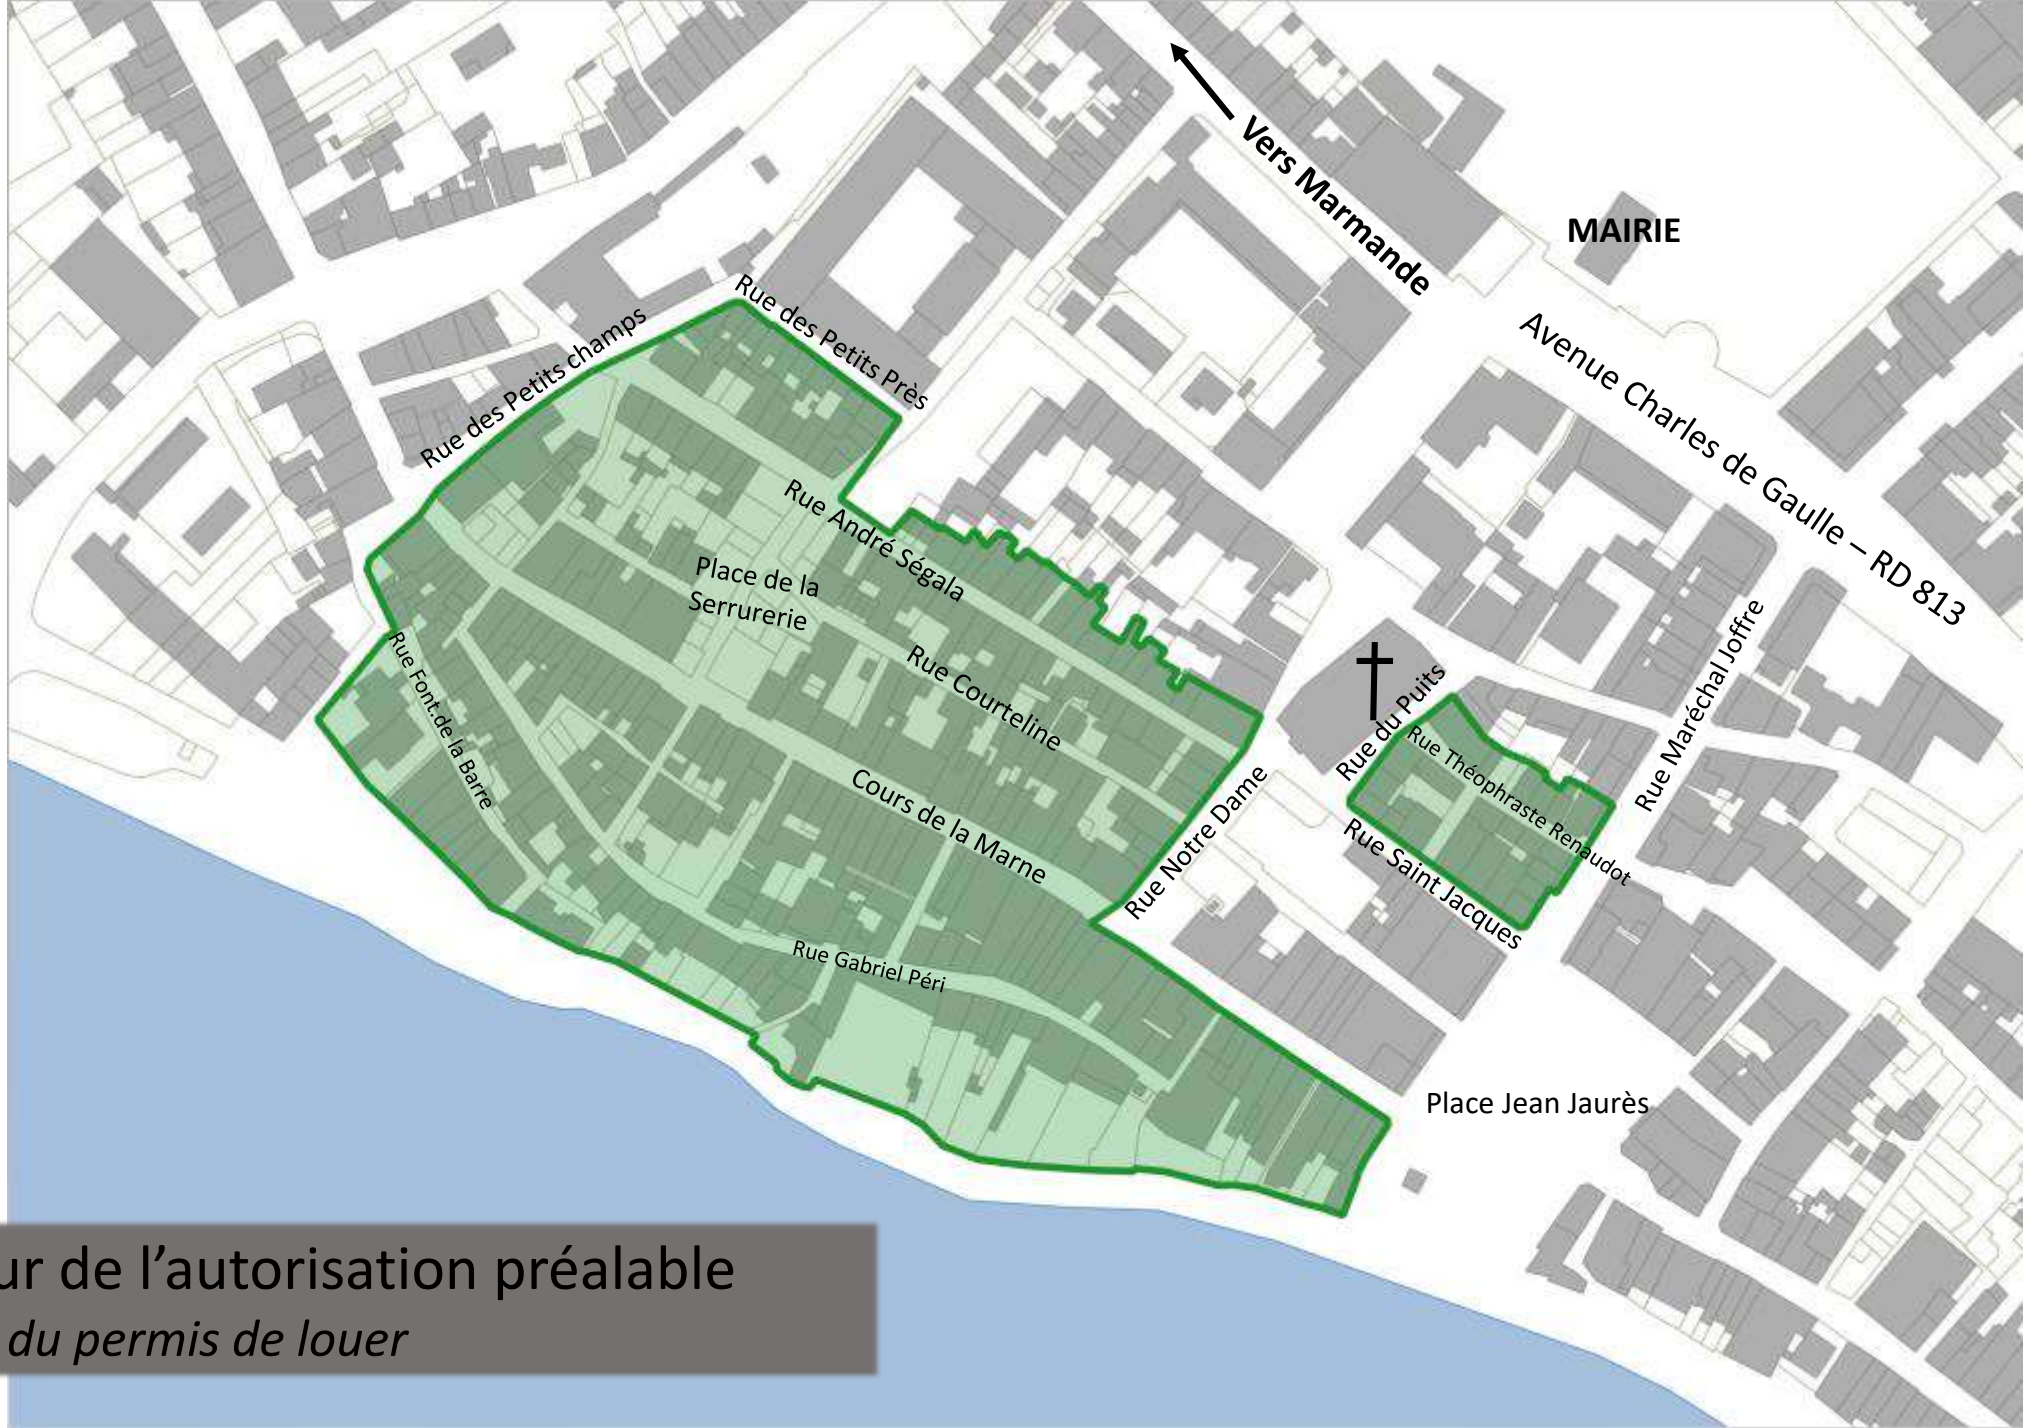 Vers Marmande
MAIRIE
Rue des Petits Près
Rue des Petits champs
Avenue Charles de Gaulle – RD 813
Rue André Ségala
Place de la
Serrurerie
Rue Maréchal Joffre
Rue Font.de la Barre
Rue Courteline
Rue du Puits
Rue Théophraste Renaudot
Cours de la Marne
Rue Notre Dame
Rue Saint Jacques
Rue Gabriel Péri
Place Jean Jaurès
ur de l’autorisation préalable
du permis de louer